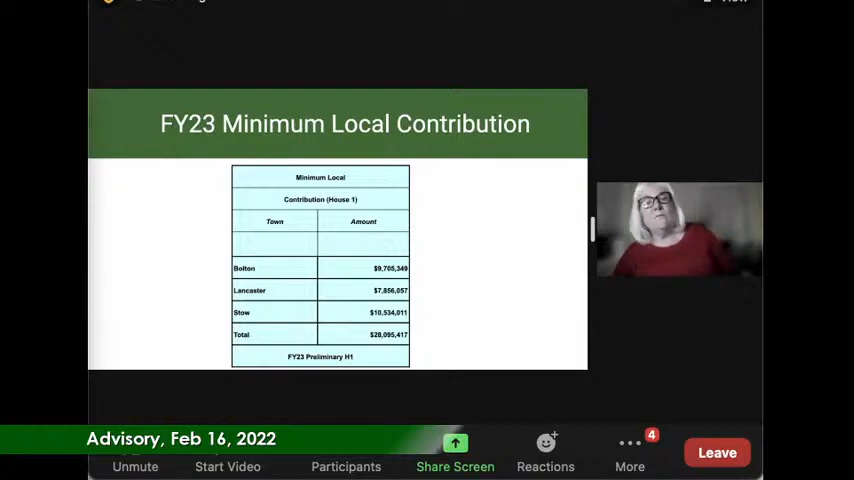 FY23 Minimum Local Contribution
Minimum Local
Contribution (House 1)
Town Amount
Bolton $9,705,349
Lancaster $7,856,057
Stow $10,534,011
Total $28,095,417
FY23 Preliminary H1
Advisory, Feb 16, 2022
4
Unmute Start Video Participants Share Screen Reactions More Leave